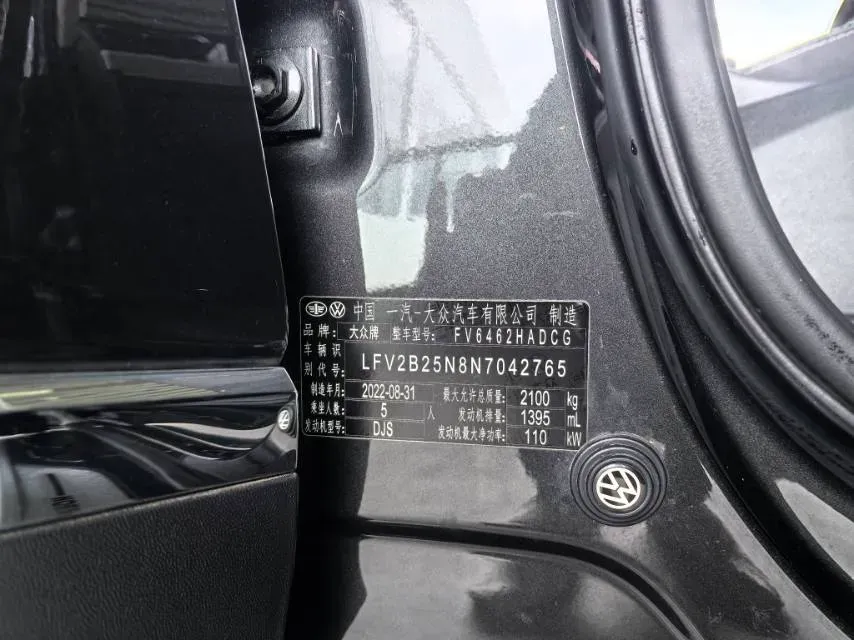 中国 一汽-大众汽车有限公司 制造
品牌: 大众牌 整车型号: FV6462HADCG
车辆识别代号: LFV2B25N8N7042765
制造年月: 2022-08-31 最大允许总质量: 2100 kg
乘坐人数: 5 人 发动机排量: 1395 mL
发动机型号: DJS 发动机最大净功率: 110 kW